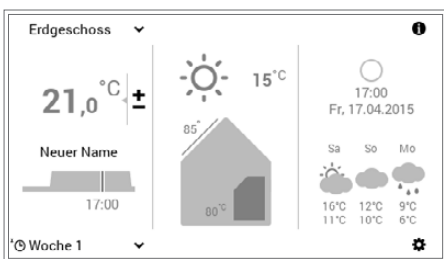 Erdgeschoss
21,0°C ±
Neuer Name
17:00
Woche 1
15°C
85°
00°C
17:00
Fr, 17.04.2015
Sa So Mo
16°C 12°C 9°C
11°C 10°C 6°C